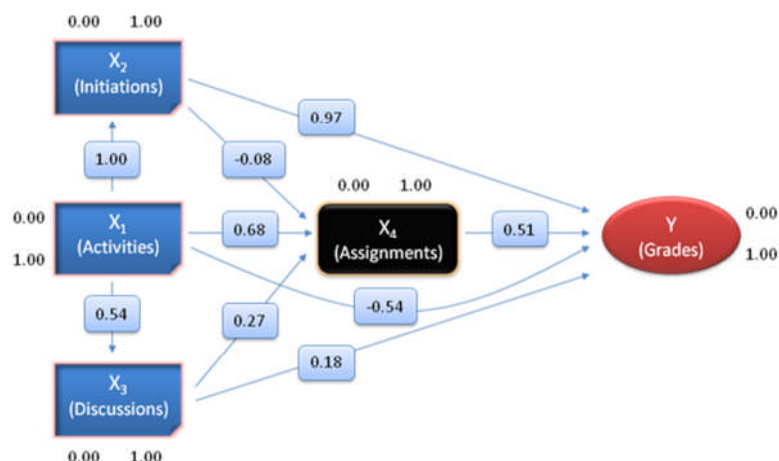 0.00 1.00
X2
(Initiations)
0.97
1.00
-0.08
0.00 1.00
0.00
X1
(Activities)
1.00
0.68
X4
(Assignments)
0.51
Y
(Grades)
0.00
1.00
0.54
0.27
-0.54
0.18
X3
(Discussions)
0.00 1.00